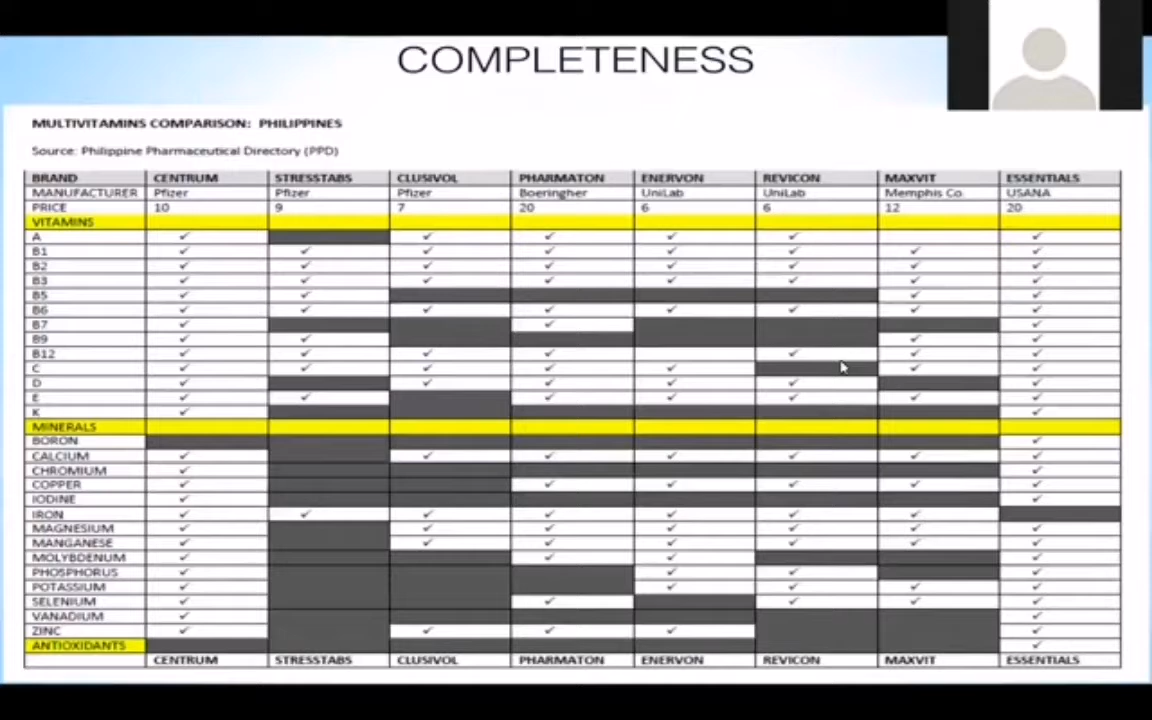 COMPLETENESS
MULTIVITAMINS COMPARISON: PHILIPPINES
Source: Philippine Pharmaceutical Directory (PPD)
BRAND CENTRUM STRESSTABS CLUSIVOL PHARMATON ENERVON REVICON MAXVIT ESSENTIALS
MANUFACTURER Pfizer Pfizer Pfizer Boeringher UniLab UniLab Memphis Co. USANA
PRICE 10 9 7 20 6 6 12 20
VITAMINS
A ✓ ✓ ✓ ✓ ✓ ✓
B1 ✓ ✓ ✓ ✓ ✓ ✓ ✓ ✓
B2 ✓ ✓ ✓ ✓ ✓ ✓ ✓ ✓
B3 ✓ ✓ ✓ ✓ ✓ ✓ ✓ ✓
B5 ✓ ✓ ✓ ✓
B6 ✓ ✓ ✓ ✓ ✓ ✓ ✓ ✓
B7 ✓ ✓ ✓
B9 ✓ ✓ ✓ ✓
B12 ✓ ✓ ✓ ✓ ✓ ✓ ✓
C ✓ ✓ ✓ ✓ ✓ ✓ ✓
D ✓ ✓ ✓ ✓ ✓ ✓
E ✓ ✓ ✓ ✓ ✓ ✓ ✓
K ✓ ✓
MINERALS
BORON ✓
CALCIUM ✓ ✓ ✓ ✓ ✓ ✓ ✓
CHROMIUM ✓ ✓
COPPER ✓ ✓ ✓ ✓ ✓ ✓
IODINE ✓ ✓
IRON ✓ ✓ ✓ ✓ ✓ ✓ ✓
MAGNESIUM ✓ ✓ ✓ ✓ ✓ ✓ ✓
MANGANESE ✓ ✓ ✓ ✓ ✓ ✓ ✓
MOLYBDENUM ✓ ✓ ✓ ✓
PHOSPHORUS ✓ ✓ ✓ ✓
POTASSIUM ✓ ✓ ✓ ✓ ✓
SELENIUM ✓ ✓ ✓ ✓ ✓
VANADIUM ✓ ✓
ZINC ✓ ✓ ✓ ✓ ✓
ANTIOXIDANTS ✓
CENTRUM STRESSTABS CLUSIVOL PHARMATON ENERVON REVICON MAXVIT ESSENTIALS